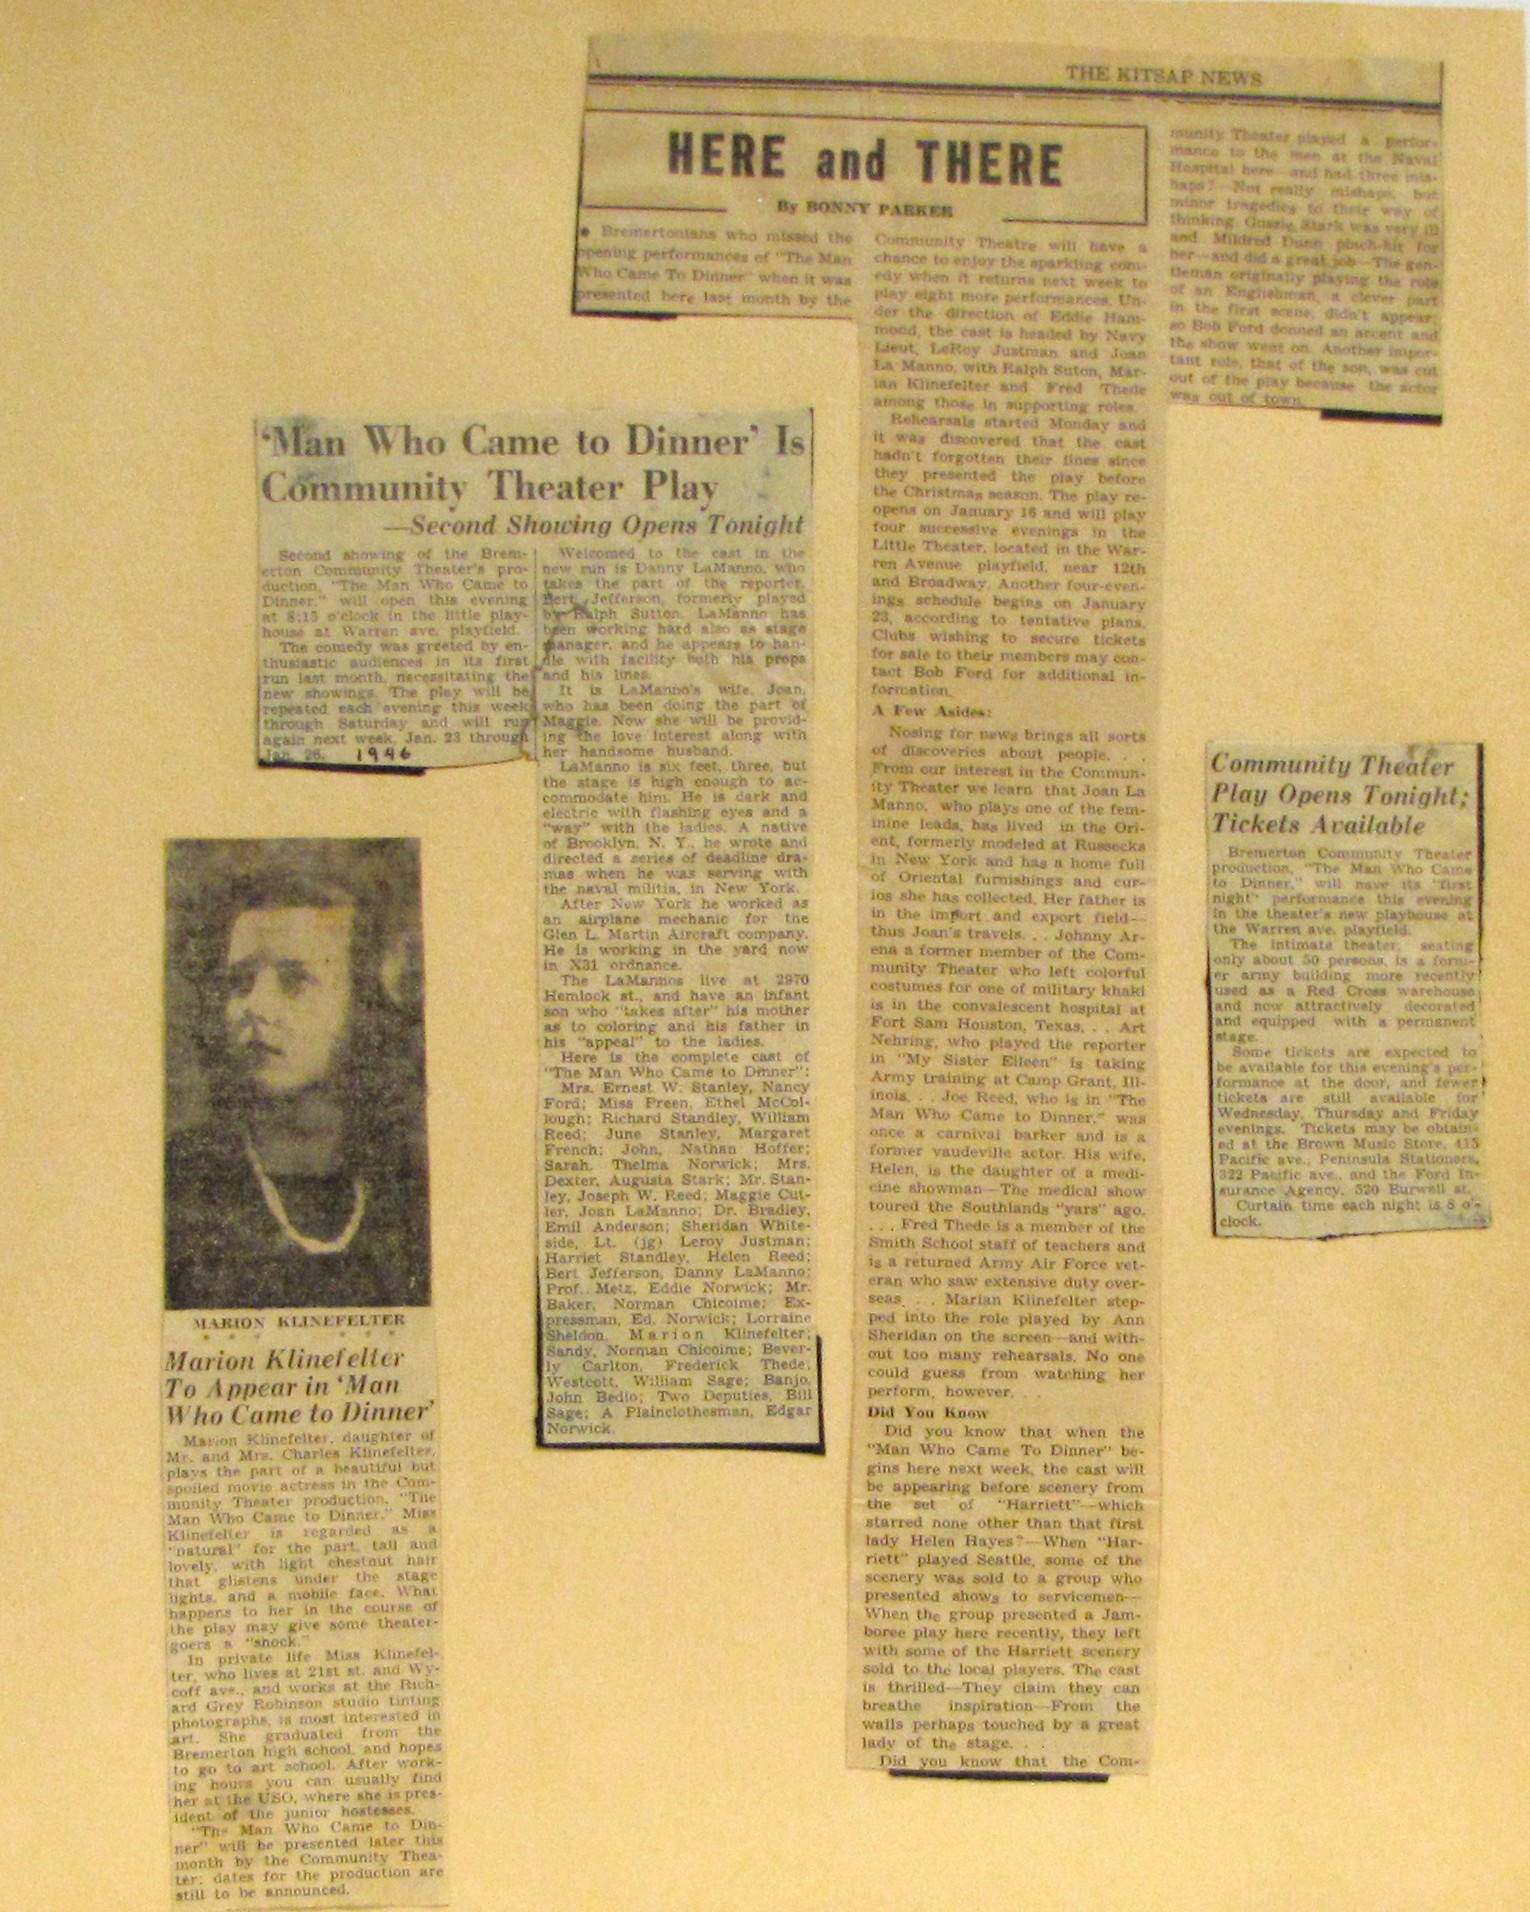 THE KITSAP NEWS
HERE and THERE
By BONNY PARKER
• Bremertonians who missed the
opening performances of "The Man
Who Came To Dinner" when it was
presented here last month by the
Community Theatre will have a
chance to enjoy the sparkling com-
edy when it returns next week to
play eight more performances. Un-
der the direction of Eddie Ham-
mond, the cast is headed by Navy
Lieut. LeRoy Justman and Joan
La Manno, with Ralph Suton, Mar-
ian Klinefelter and Fred Thede
among those in supporting roles.
Rehearsals started Monday and
it was discovered that the cast
hadn't forgotten their lines since
they presented the play before
the Christmas season. The play re-
opens on January 16 and will play
four successive evenings in the
Little Theater, located in the War-
ren Avenue playfield, near 12th
and Broadway. Another four-even-
ings schedule begins on January
23, according to tentative plans.
Clubs wishing to secure tickets
for sale to their members may con-
tact Bob Ford for additional in-
formation.
A Few Asides:
Nosing for news brings all sorts
of discoveries about people. . .
From our interest in the Commun-
ity Theater we learn that Joan La
Manno, who plays one of the fem-
inine leads, has lived in the Ori-
ent, formerly modeled at Russecks
in New York and has a home full
of Oriental furnishings and cur-
ios she has collected. Her father is
in the import and export field—
thus Joan's travels. . . Johnny Ar-
ena a former member of the Com-
munity Theater who left colorful
costumes for one of military khaki
is in the convalescent hospital at
Fort Sam Houston, Texas. . . Art
Nehring, who played the reporter
in "My Sister Eileen" is taking
Army training at Camp Grant, Ill-
inois. . . Joe Reed, who is in "The
Man Who Came to Dinner," was
once a carnival barker and is a
former vaudeville actor. His wife,
Helen, is the daughter of a medi-
cine showman—The medical show
toured the Southlands "yars" ago.
. . . Fred Thede is a member of the
Smith School staff of teachers and
is a returned Army Air Force vet-
eran who saw extensive duty over-
seas. . . Marian Klinefelter step-
ped into the role played by Ann
Sheridan on the screen—and with-
out too many rehearsals. No one
could guess from watching her
perform, however. . .
Did You Know
Did you know that when the
"Man Who Came To Dinner" be-
gins here next week, the cast will
be appearing before scenery from
the set of "Harriett"—which
starred none other than that first
lady Helen Hayes?—When "Har-
riett" played Seattle, some of the
scenery was sold to a group who
presented shows to servicemen—
When the group presented a Jam-
boree play here recently, they left
with some of the Harriett scenery
sold to the local players. The cast
is thrilled—They claim they can
breathe inspiration—From the
walls perhaps touched by a great
lady of the stage. . .
Did you know that the Com-
munity Theater played a perfor-
mance to the men at the Naval
Hospital here—and had three mis-
haps?—Not really mishaps, but
minor tragedies to their way of
thinking. Gussie Stark was very ill
and Mildred Dunn pinch-hit for
her—and did a great job—The gen-
tleman originally playing the role
of an Englishman, a clever part
in the first scene, didn't appear;
so Bob Ford donned an accent and
the show went on. Another impor-
tant role, that of the son, was cut
out of the play because the actor
was out of town.
'Man Who Came to Dinner' Is
Community Theater Play
—Second Showing Opens Tonight
Second showing of the Brem-
erton Community Theater's pro-
duction, "The Man Who Came to
Dinner," will open this evening
at 8:15 o'clock in the little play-
house at Warren ave. playfield.
The comedy was greeted by en-
thusiastic audiences in its first
run last month, necessitating the
new showings. The play will be
repeated each evening this week
through Saturday and will run
again next week, Jan. 23 through
Jan. 26. 1946
Welcomed to the cast in the
new run is Danny LaManno, who
takes the part of the reporter,
Bert Jefferson, formerly played
by Ralph Sutton. LaManno has
been working hard also as stage
manager, and he appears to han-
dle with facility both his props
and his lines.
It is LaManno's wife, Joan,
who has been doing the part of
Maggie. Now she will be provid-
ing the love interest along with
her handsome husband.
LaManno is six feet, three, but
the stage is high enough to ac-
commodate him. He is dark and
electric with flashing eyes and a
"way" with the ladies. A native
of Brooklyn, N. Y., he wrote and
directed a series of deadline dra-
mas when he was serving with
the naval militia, in New York.
After New York he worked as
an airplane mechanic for the
Glen L. Martin Aircraft company.
He is working in the yard now
in X31 ordnance.
The LaMannos live at 2970
Hemlock st., and have an infant
son who "takes after" his mother
as to coloring and his father in
his "appeal" to the ladies.
Here is the complete cast of
"The Man Who Came to Dinner":
Mrs. Ernest W. Stanley, Nancy
Ford; Miss Preen, Ethel McCol-
lough; Richard Standley, William
Reed; June Stanley, Margaret
French; John, Nathan Hoffer;
Sarah, Thelma Norwick; Mrs.
Dexter, Augusta Stark; Mr. Stan-
ley, Joseph W. Reed; Maggie Cut-
ler, Joan LaManno; Dr. Bradley,
Emil Anderson; Sheridan White-
side, Lt. (jg) Leroy Justman;
Harriet Standley, Helen Reed;
Bert Jefferson, Danny LaManno;
Prof. Metz, Eddie Norwick; Mr.
Baker, Norman Chicoime; Ex-
pressman, Ed. Norwick; Lorraine
Sheldon, Marion Klinefelter;
Sandy, Norman Chicoime; Bever-
ly Carlton, Frederick Thede,
Westcott, William Sage; Banjo,
John Bedlo; Two Deputies, Bill
Sage; A Plainclothesman, Edgar
Norwick.
MARION KLINEFELTER
Marion Klinefelter
To Appear in 'Man
Who Came to Dinner'
Marion Klinefelter, daughter of
Mr. and Mrs. Charles Klinefelter,
plays the part of a beautiful but
spoiled movie actress in the Com-
munity Theater production, "The
Man Who Came to Dinner." Miss
Klinefelter is regarded as a
"natural" for the part, tall and
lovely, with light chestnut hair
that glistens under the stage
lights, and a mobile face. What
happens to her in the course of
the play may give some theater-
goers a "shock."
In private life Miss Klinefel-
ter, who lives at 21st st. and Wy-
coff ave., and works at the Rich-
ard Grey Robinson studio tinting
photographs, is most interested in
art. She graduated from the
Bremerton high school, and hopes
to go to art school. After work-
ing hours you can usually find
her at the USO, where she is pres-
ident of the junior hostesses.
"The Man Who Came to Din-
ner" will be presented later this
month by the Community Thea-
ter; dates for the production are
still to be announced.
Community Theater
Play Opens Tonight;
Tickets Available
Bremerton Community Theater
production, "The Man Who Came
to Dinner," will have its "first
night" performance this evening
in the theater's new playhouse at
the Warren ave. playfield.
The intimate theater, seating
only about 50 persons, is a form-
er army building more recently
used as a Red Cross warehouse
and now attractively decorated
and equipped with a permanent
stage.
Some tickets are expected to
be available for this evening's per-
formance at the door, and fewer
tickets are still available for
Wednesday, Thursday and Friday
evenings. Tickets may be obtain-
ed at the Brown Music Store, 415
Pacific ave., Peninsula Stationers,
322 Pacific ave., and the Ford In-
surance Agency, 520 Burwell st.
Curtain time each night is 8 o'-
clock.